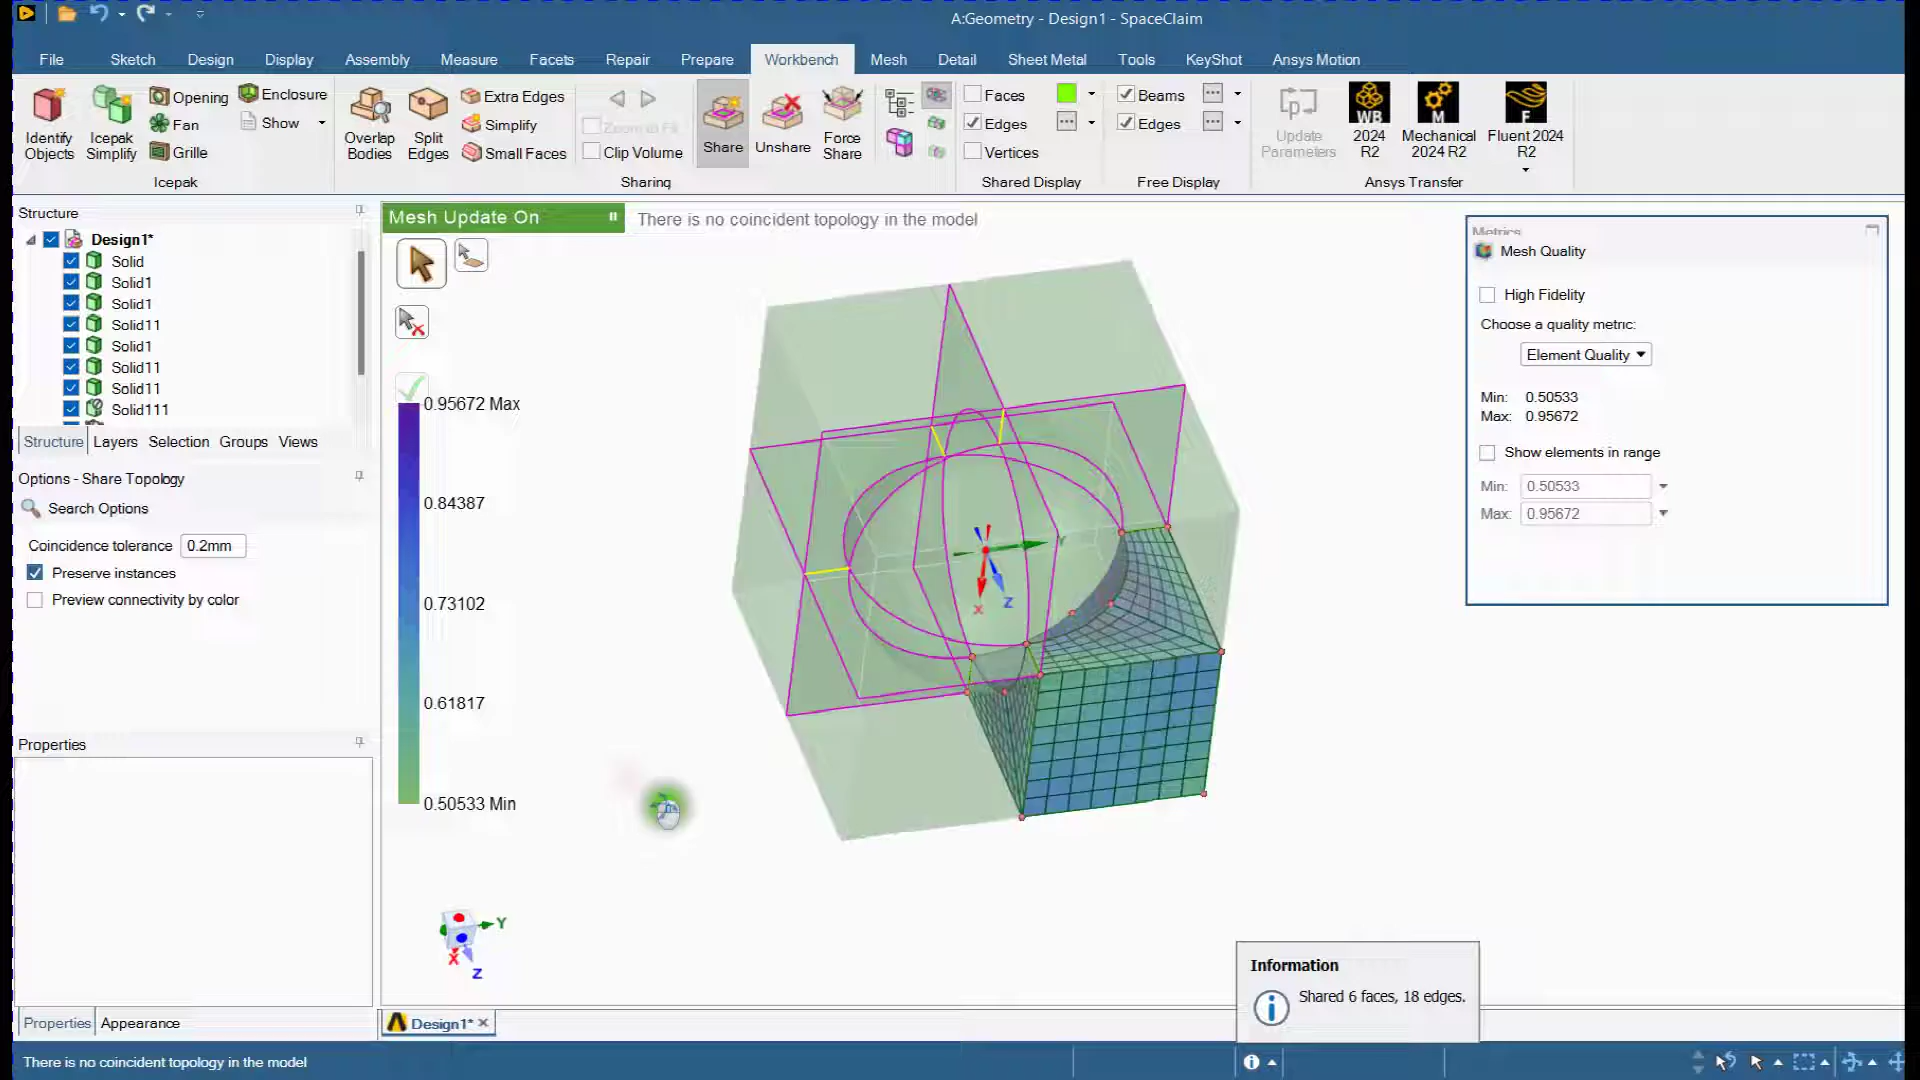 A:Geometry - Design1 - SpaceClaim
File Sketch Design Display Assembly Measure Facets Repair Prepare Workbench Mesh Detail Sheet Metal Tools KeyShot Ansys Motion
Identify Objects
Icepak Simplify
Opening
Fan
Grille
Enclosure
Show
Icepak
Overlap Bodies
Split Edges
Extra Edges
Simplify
Small Faces
Zoom to Fit
Clip Volume
Share
Unshare
Force Share
Sharing
Faces
Edges
Vertices
Shared Display
Beams
Edges
Free Display
Update Parameters
WB
2024 R2
M
Mechanical 2024 R2
F
Fluent 2024 R2
Ansys Transfer
Structure
Design1*
Solid
Solid1
Solid1
Solid11
Solid1
Solid11
Solid11
Solid111
Structure Layers Selection Groups Views
Options - Share Topology
Search Options
Coincidence tolerance 0.2mm
Preserve instances
Preview connectivity by color
Properties
Properties Appearance
Mesh Update On
There is no coincident topology in the model
0.95672 Max
0.84387
0.73102
0.61817
0.50533 Min
Y
X
Z
Y
X
Z
Metrics
Mesh Quality
High Fidelity
Choose a quality metric:
Element Quality
Min: 0.50533
Max: 0.95672
Show elements in range
Min: 0.50533
Max: 0.95672
Information
Shared 6 faces, 18 edges.
Design1*
There is no coincident topology in the model